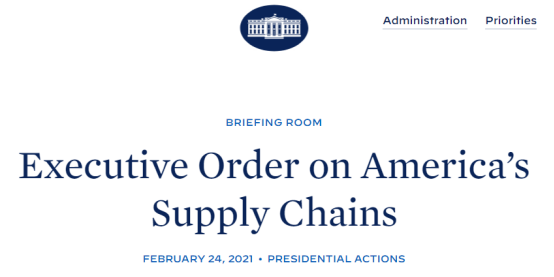 Administration Priorities
BRIEFING ROOM
Executive Order on America’s
Supply Chains
FEBRUARY 24, 2021 • PRESIDENTIAL ACTIONS